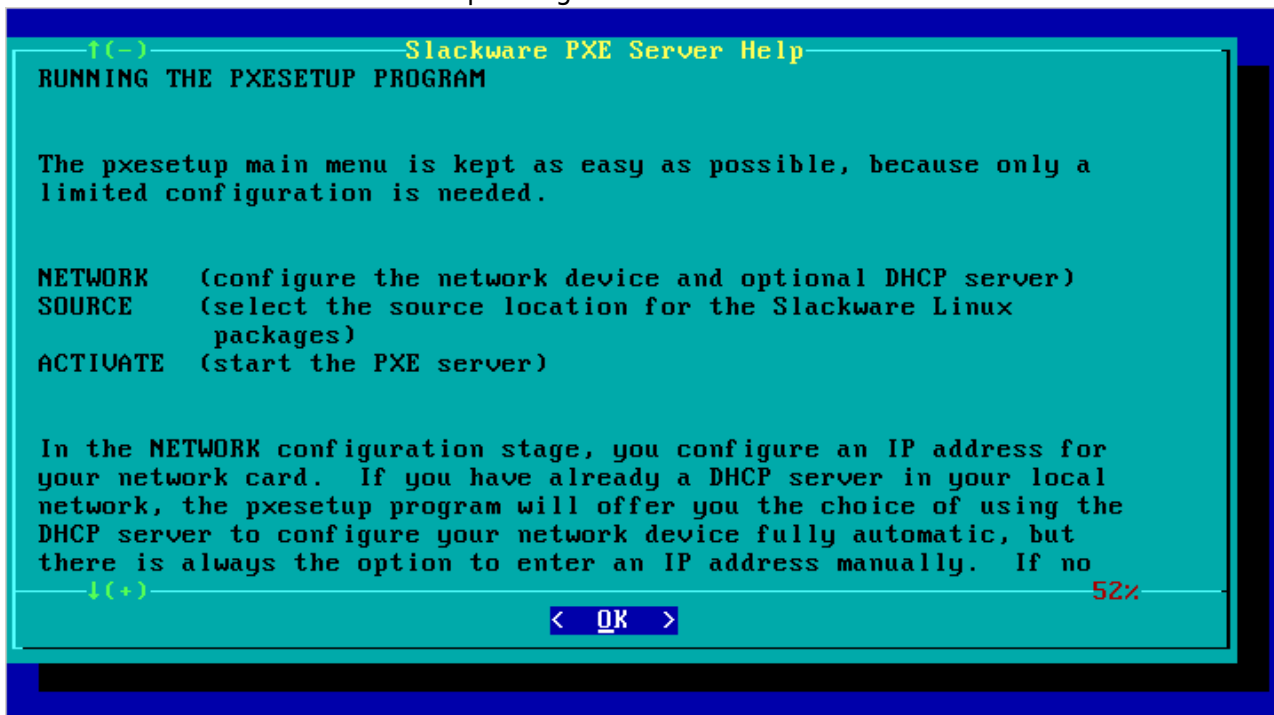 ↑(-) Slackware PXE Server Help
RUNNING THE PXESETUP PROGRAM
The pxesetup main menu is kept as easy as possible, because only a
limited configuration is needed.
NETWORK (configure the network device and optional DHCP server)
SOURCE (select the source location for the Slackware Linux
packages)
ACTIVATE (start the PXE server)
In the NETWORK configuration stage, you configure an IP address for
your network card. If you have already a DHCP server in your local
network, the pxesetup program will offer you the choice of using the
DHCP server to configure your network device fully automatic, but
there is always the option to enter an IP address manually. If no
↓(+) 52%
< OK >